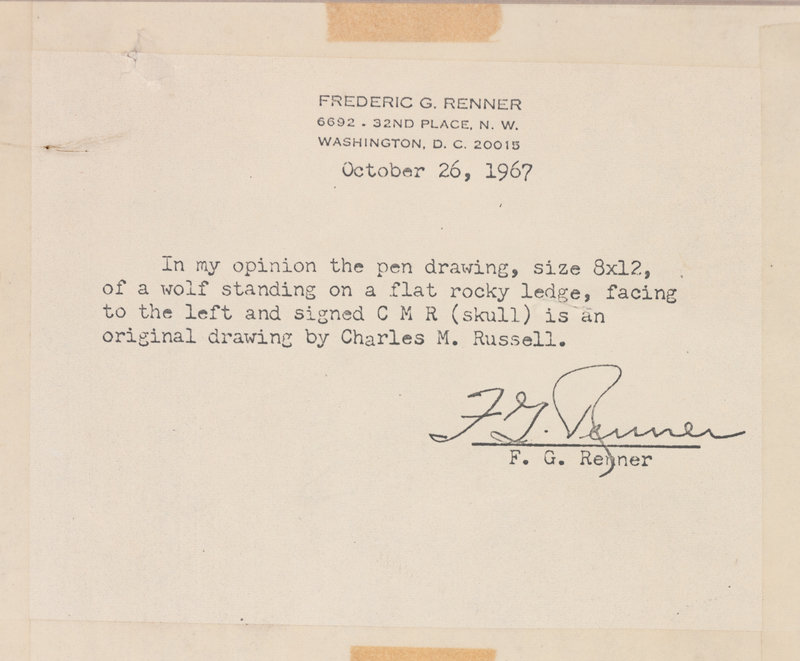 FREDERIC G. RENNER
6692 - 32ND PLACE, N. W.
WASHINGTON, D. C. 20015
October 26, 1967
In my opinion the pen drawing, size 8x12,
of a wolf standing on a flat rocky ledge, facing
to the left and signed C M R (skull) is an
original drawing by Charles M. Russell.
F. G. Renner
F. G. Renner